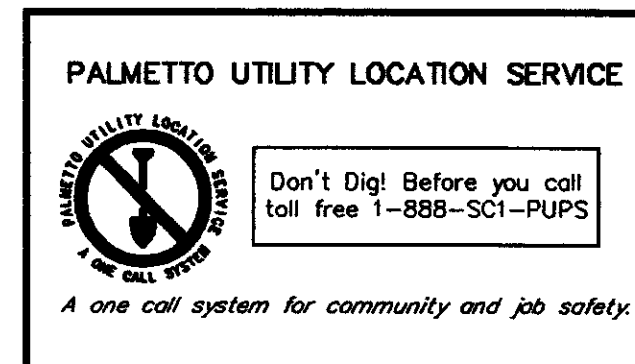 PALMETTO UTILITY LOCATION SERVICE
PALMETTO UTILITY LOCATION SERVICE
A ONE CALL SYSTEM
Don't Dig! Before you call
toll free 1-888-SC1-PUPS
A one call system for community and job safety.